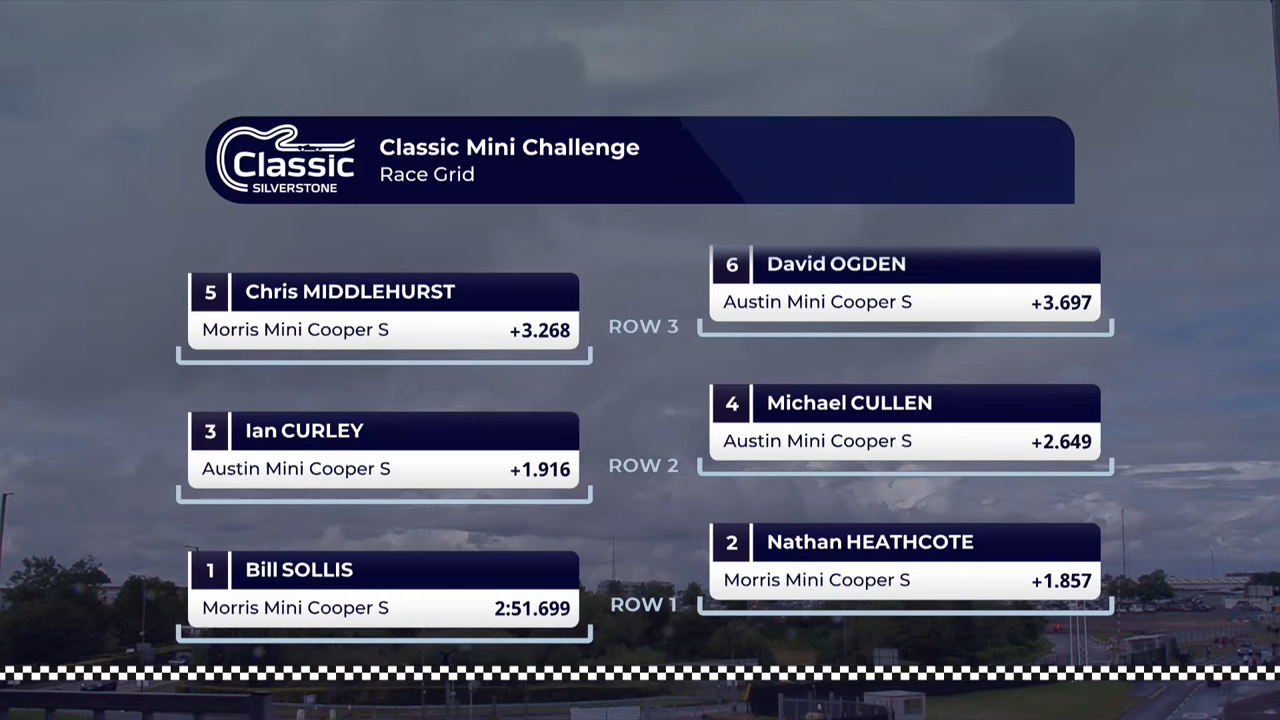 Classic
SILVERSTONE
Classic Mini Challenge
Race Grid
5 Chris MIDDLEHURST
Morris Mini Cooper S +3.268
6 David OGDEN
Austin Mini Cooper S +3.697
ROW 3
3 Ian CURLEY
Austin Mini Cooper S +1.916
4 Michael CULLEN
Austin Mini Cooper S +2.649
ROW 2
1 Bill SOLLIS
Morris Mini Cooper S 2:51.699
2 Nathan HEATHCOTE
Morris Mini Cooper S +1.857
ROW 1